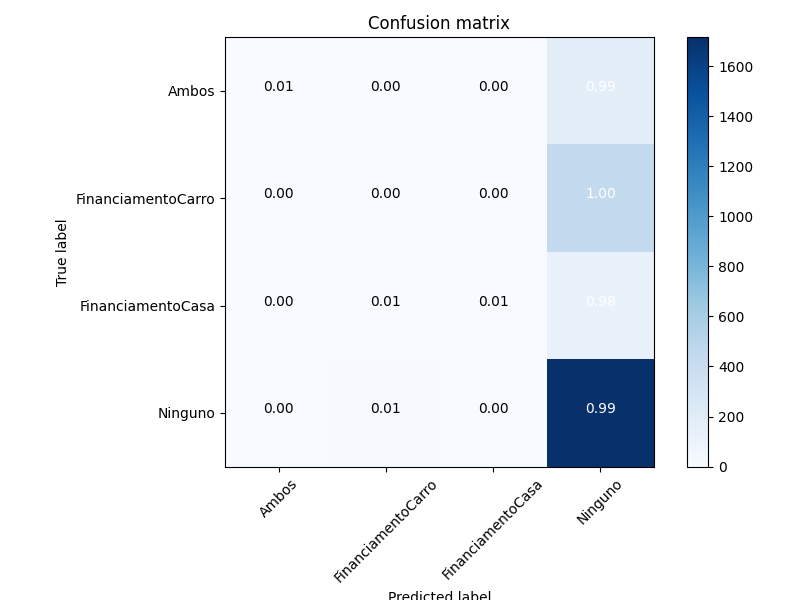 Confusion matrix
Ambos 0.01 0.00 0.00 0.99
FinanciamentoCarro 0.00 0.00 0.00 1.00
FinanciamentoCasa 0.00 0.01 0.01 0.98
Ninguno 0.00 0.01 0.00 0.99
True label
Ambos FinanciamentoCarro FinanciamentoCasa Ninguno
Predicted label
1600
1400
1200
1000
800
600
400
200
0